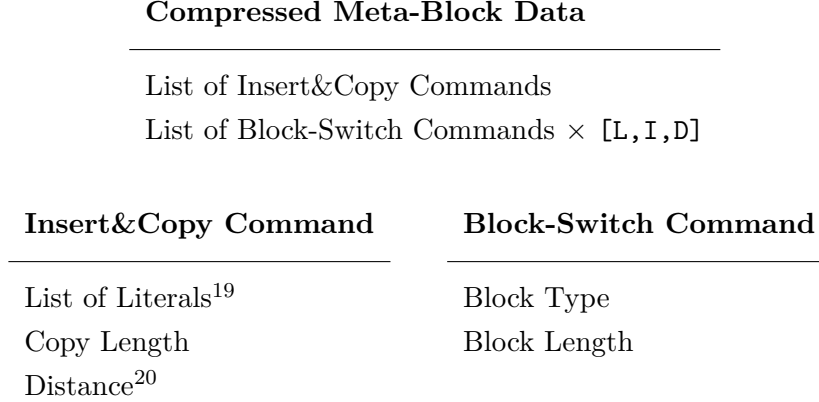 Compressed Meta-Block Data
List of Insert&Copy Commands
List of Block-Switch Commands × [L,I,D]
Insert&Copy Command
List of Literals¹⁹
Copy Length
Distance²⁰
Block-Switch Command
Block Type
Block Length